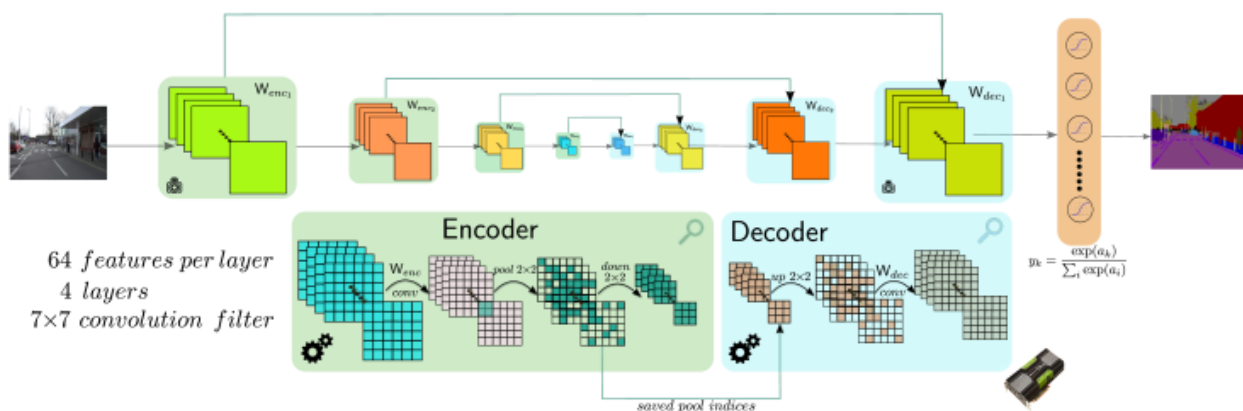 W_enc₁
W_enc₂
W_dec₂
W_dec₁
Encoder
W_enc
conv
pool 2×2
down
2×2
Decoder
up 2×2
W_dec
conv
64 features per layer
4 layers
7×7 convolution filter
y_k = exp(a_k) / ∑_i exp(a_i)
saved pool indices